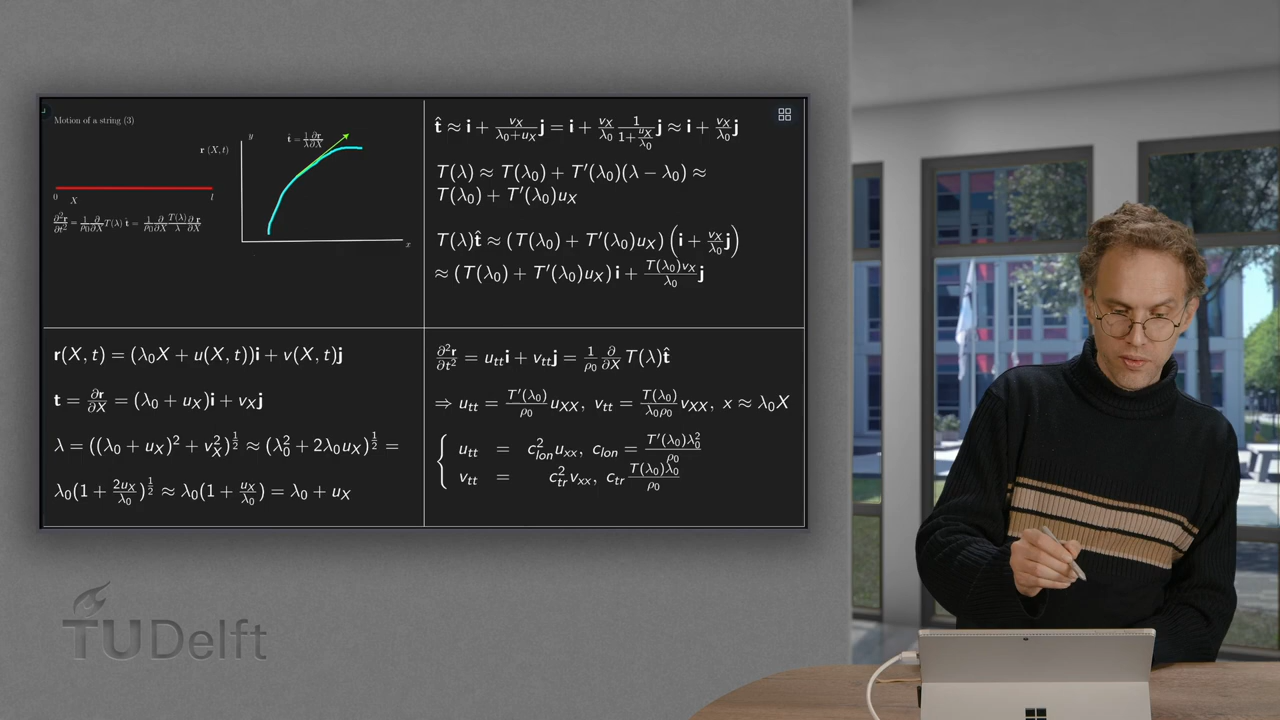 Motion of a string (3)
r (X, t)
y
t̂ = 1/λ ∂r/∂X
0 X l
x
∂²r/∂t² = 1/ρ₀ ∂/∂X T(λ) t̂ = 1/ρ₀ ∂/∂X T(λ)/λ ∂r/∂X
t̂ ≈ i + v_X/(λ₀+u_X) j = i + v_X/λ₀ 1/(1+u_X/λ₀) j ≈ i + v_X/λ₀ j
T(λ) ≈ T(λ₀) + T′(λ₀)(λ − λ₀) ≈
T(λ₀) + T′(λ₀)u_X
T(λ)t̂ ≈ (T(λ₀) + T′(λ₀)u_X) (i + v_X/λ₀ j)
≈ (T(λ₀) + T′(λ₀)u_X) i + T(λ₀)v_X/λ₀ j
r(X, t) = (λ₀X + u(X, t))i + v(X, t)j
t = ∂r/∂X = (λ₀ + u_X)i + v_X j
λ = ((λ₀ + u_X)² + v_X²)^{1/2} ≈ (λ₀² + 2λ₀u_X)^{1/2} =
λ₀(1 + 2u_X/λ₀)^{1/2} ≈ λ₀(1 + u_X/λ₀) = λ₀ + u_X
∂²r/∂t² = u_tt i + v_tt j = 1/ρ₀ ∂/∂X T(λ)t̂
⇒ u_tt = T′(λ₀)/ρ₀ u_XX, v_tt = T(λ₀)/(λ₀ρ₀) v_XX, x ≈ λ₀X
u_tt = c²_lon u_xx, c_lon = T′(λ₀)λ₀²/ρ₀
v_tt = c²_tr v_xx, c_tr T(λ₀)λ₀/ρ₀
TUDelft